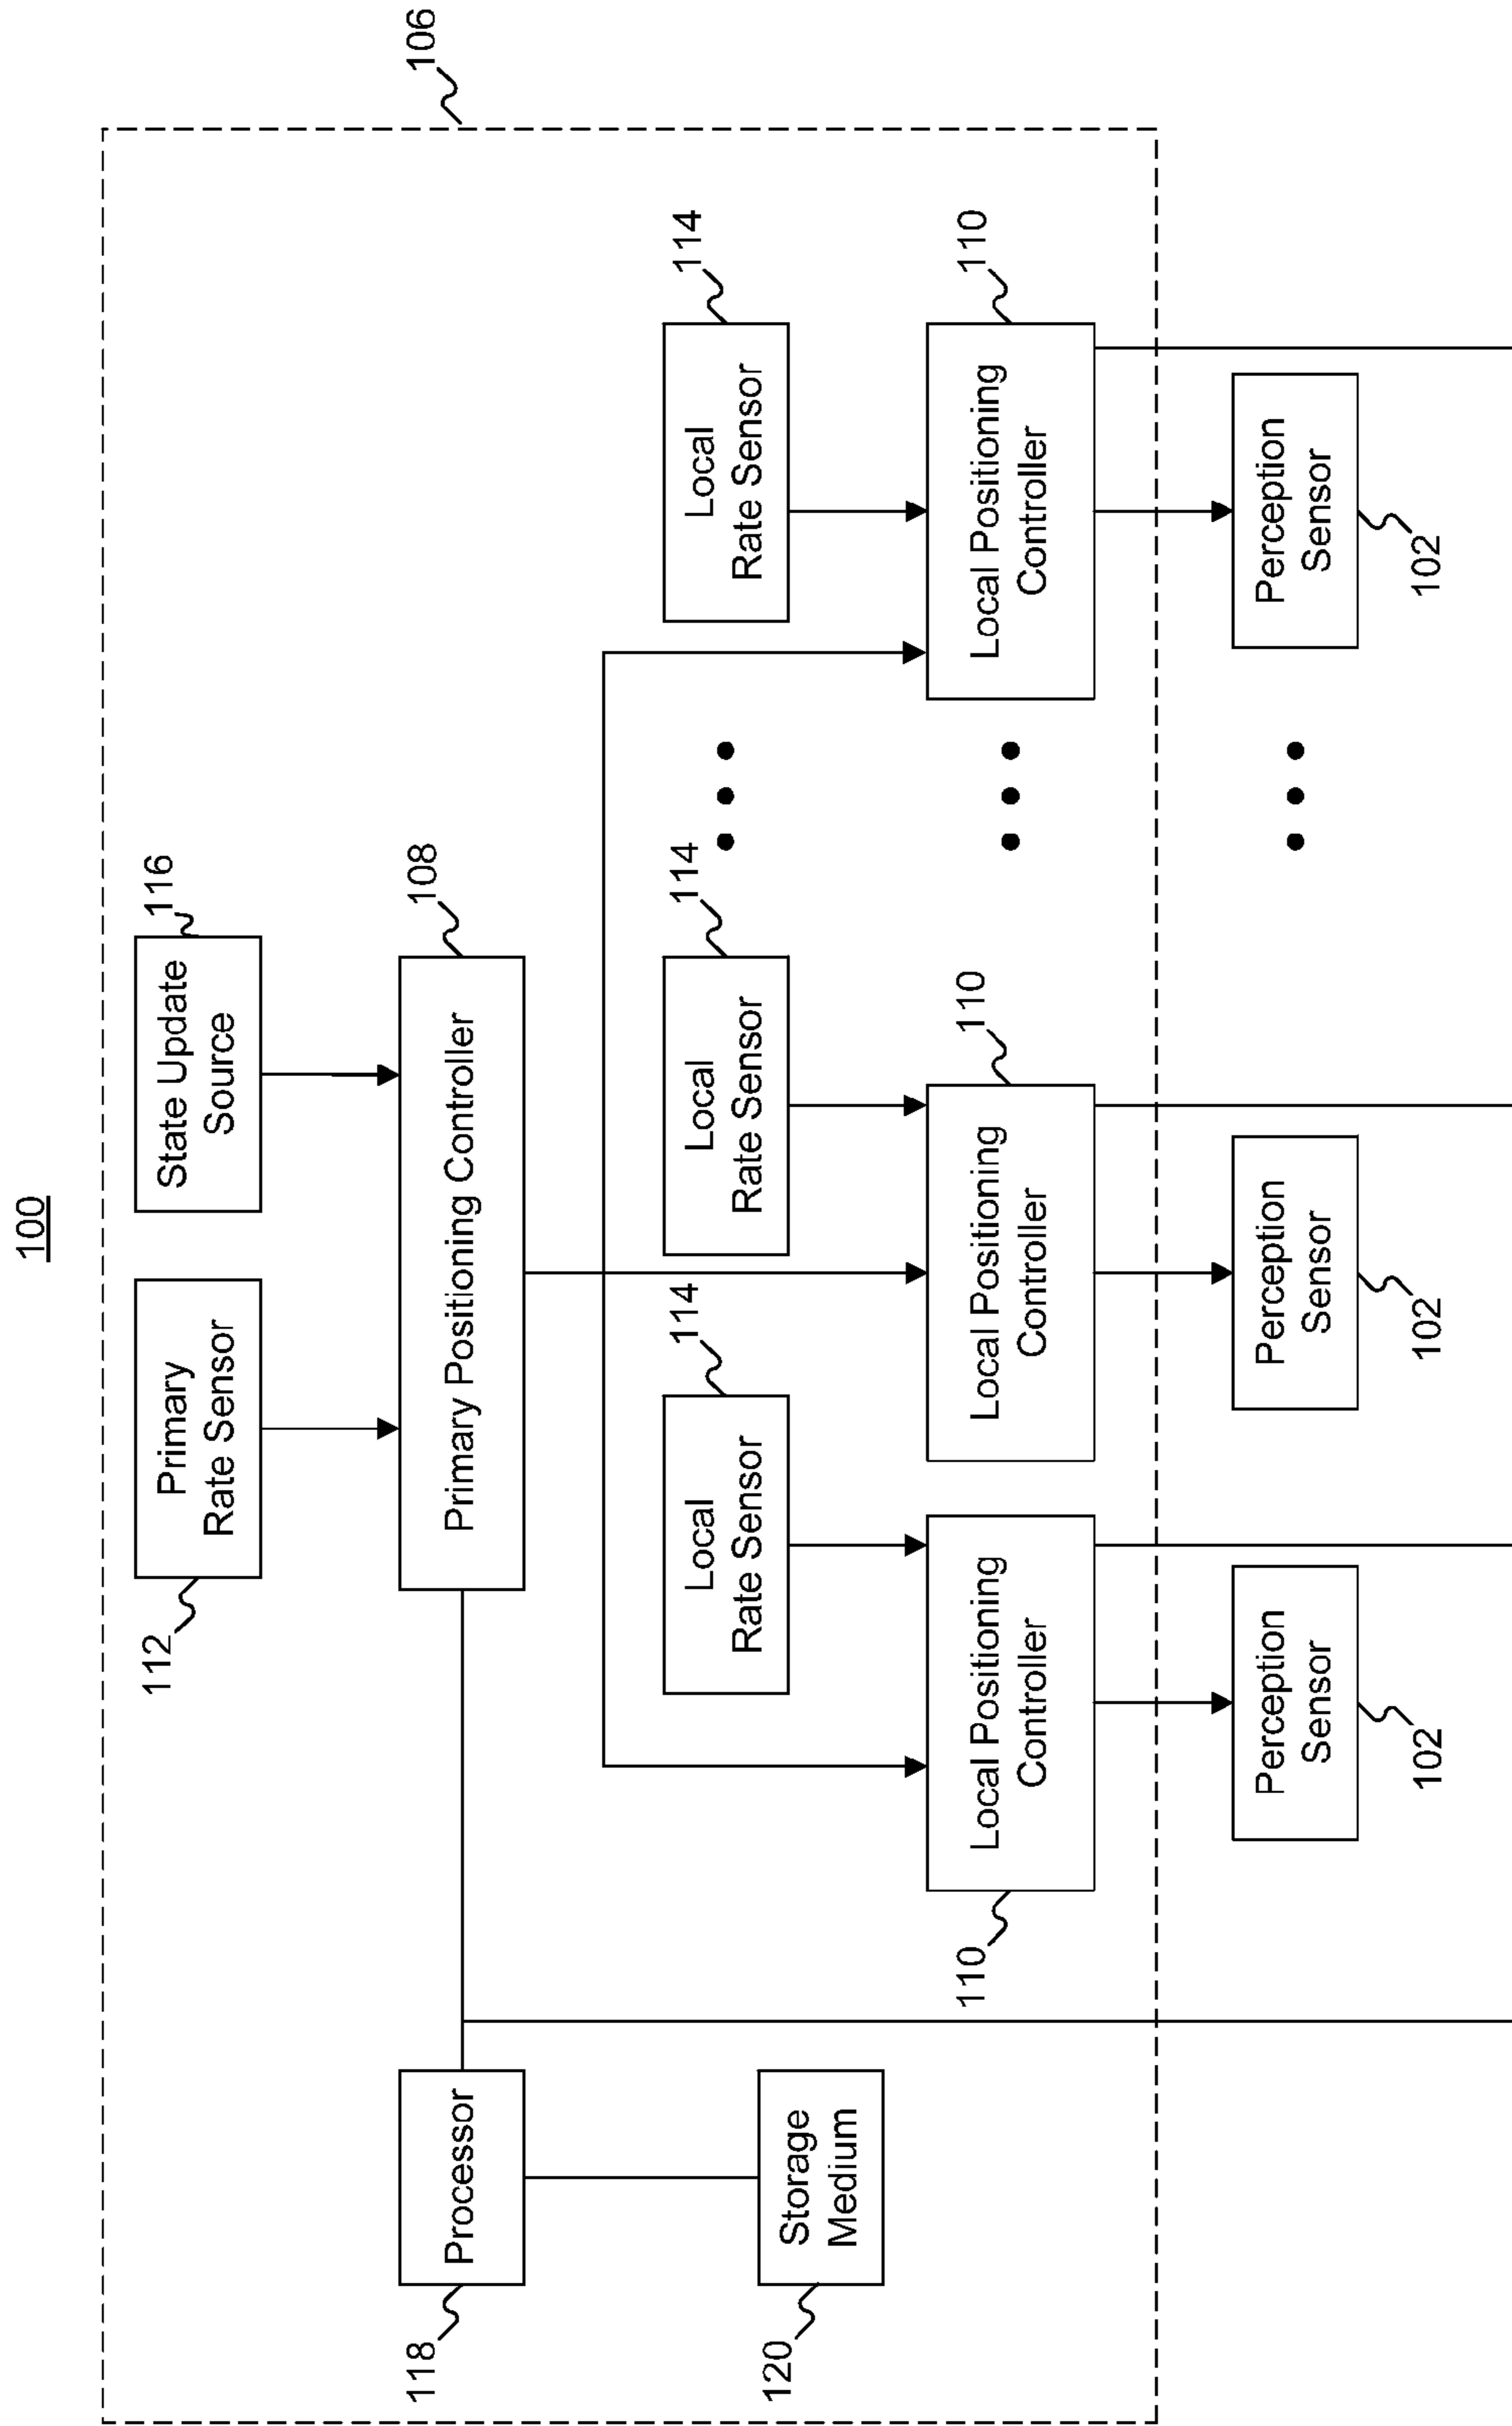 100
106
112
Primary
Rate Sensor
State Update
Source
116
118
Processor
Primary Positioning Controller
108
120
Storage
Medium
Local
Rate Sensor
114
Local
Rate Sensor
114
Local
Rate Sensor
114
110
Local Positioning
Controller
Local Positioning
Controller
110
Local Positioning
Controller
110
Perception
Sensor
102
Perception
Sensor
102
Perception
Sensor
102